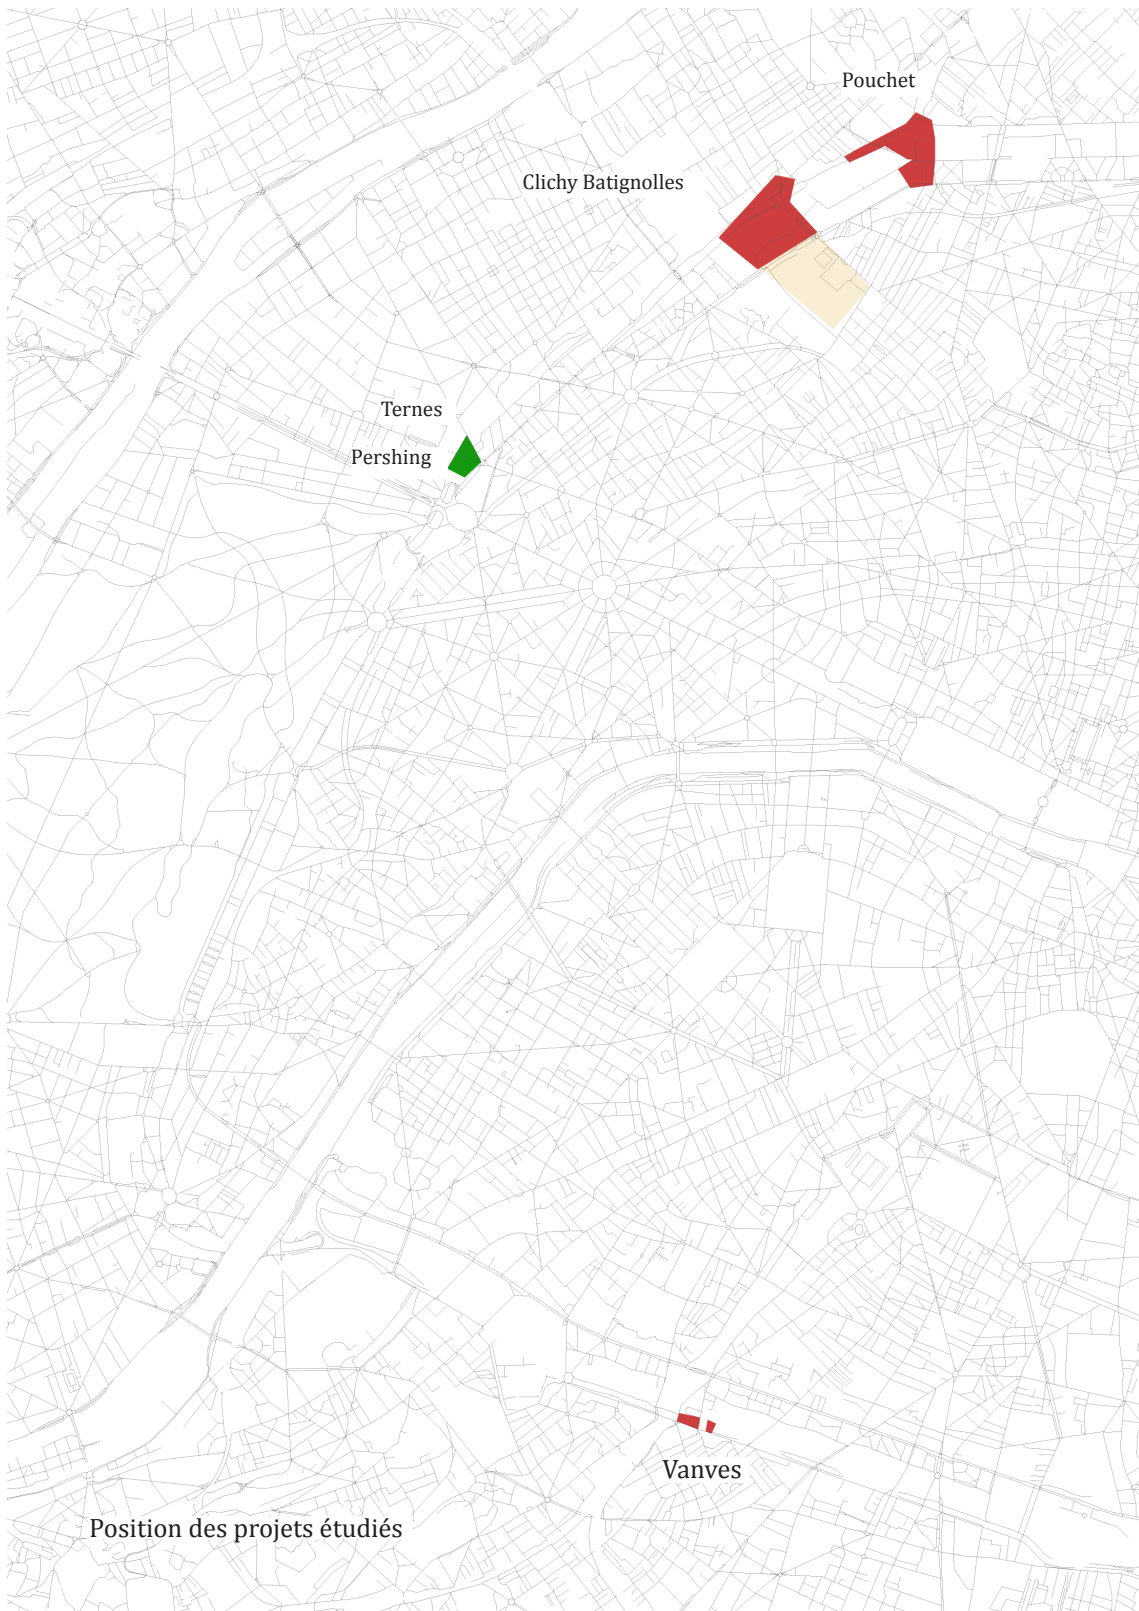 Pouchet
Clichy Batignolles
Ternes
Pershing
Vanves
Position des projets étudiés